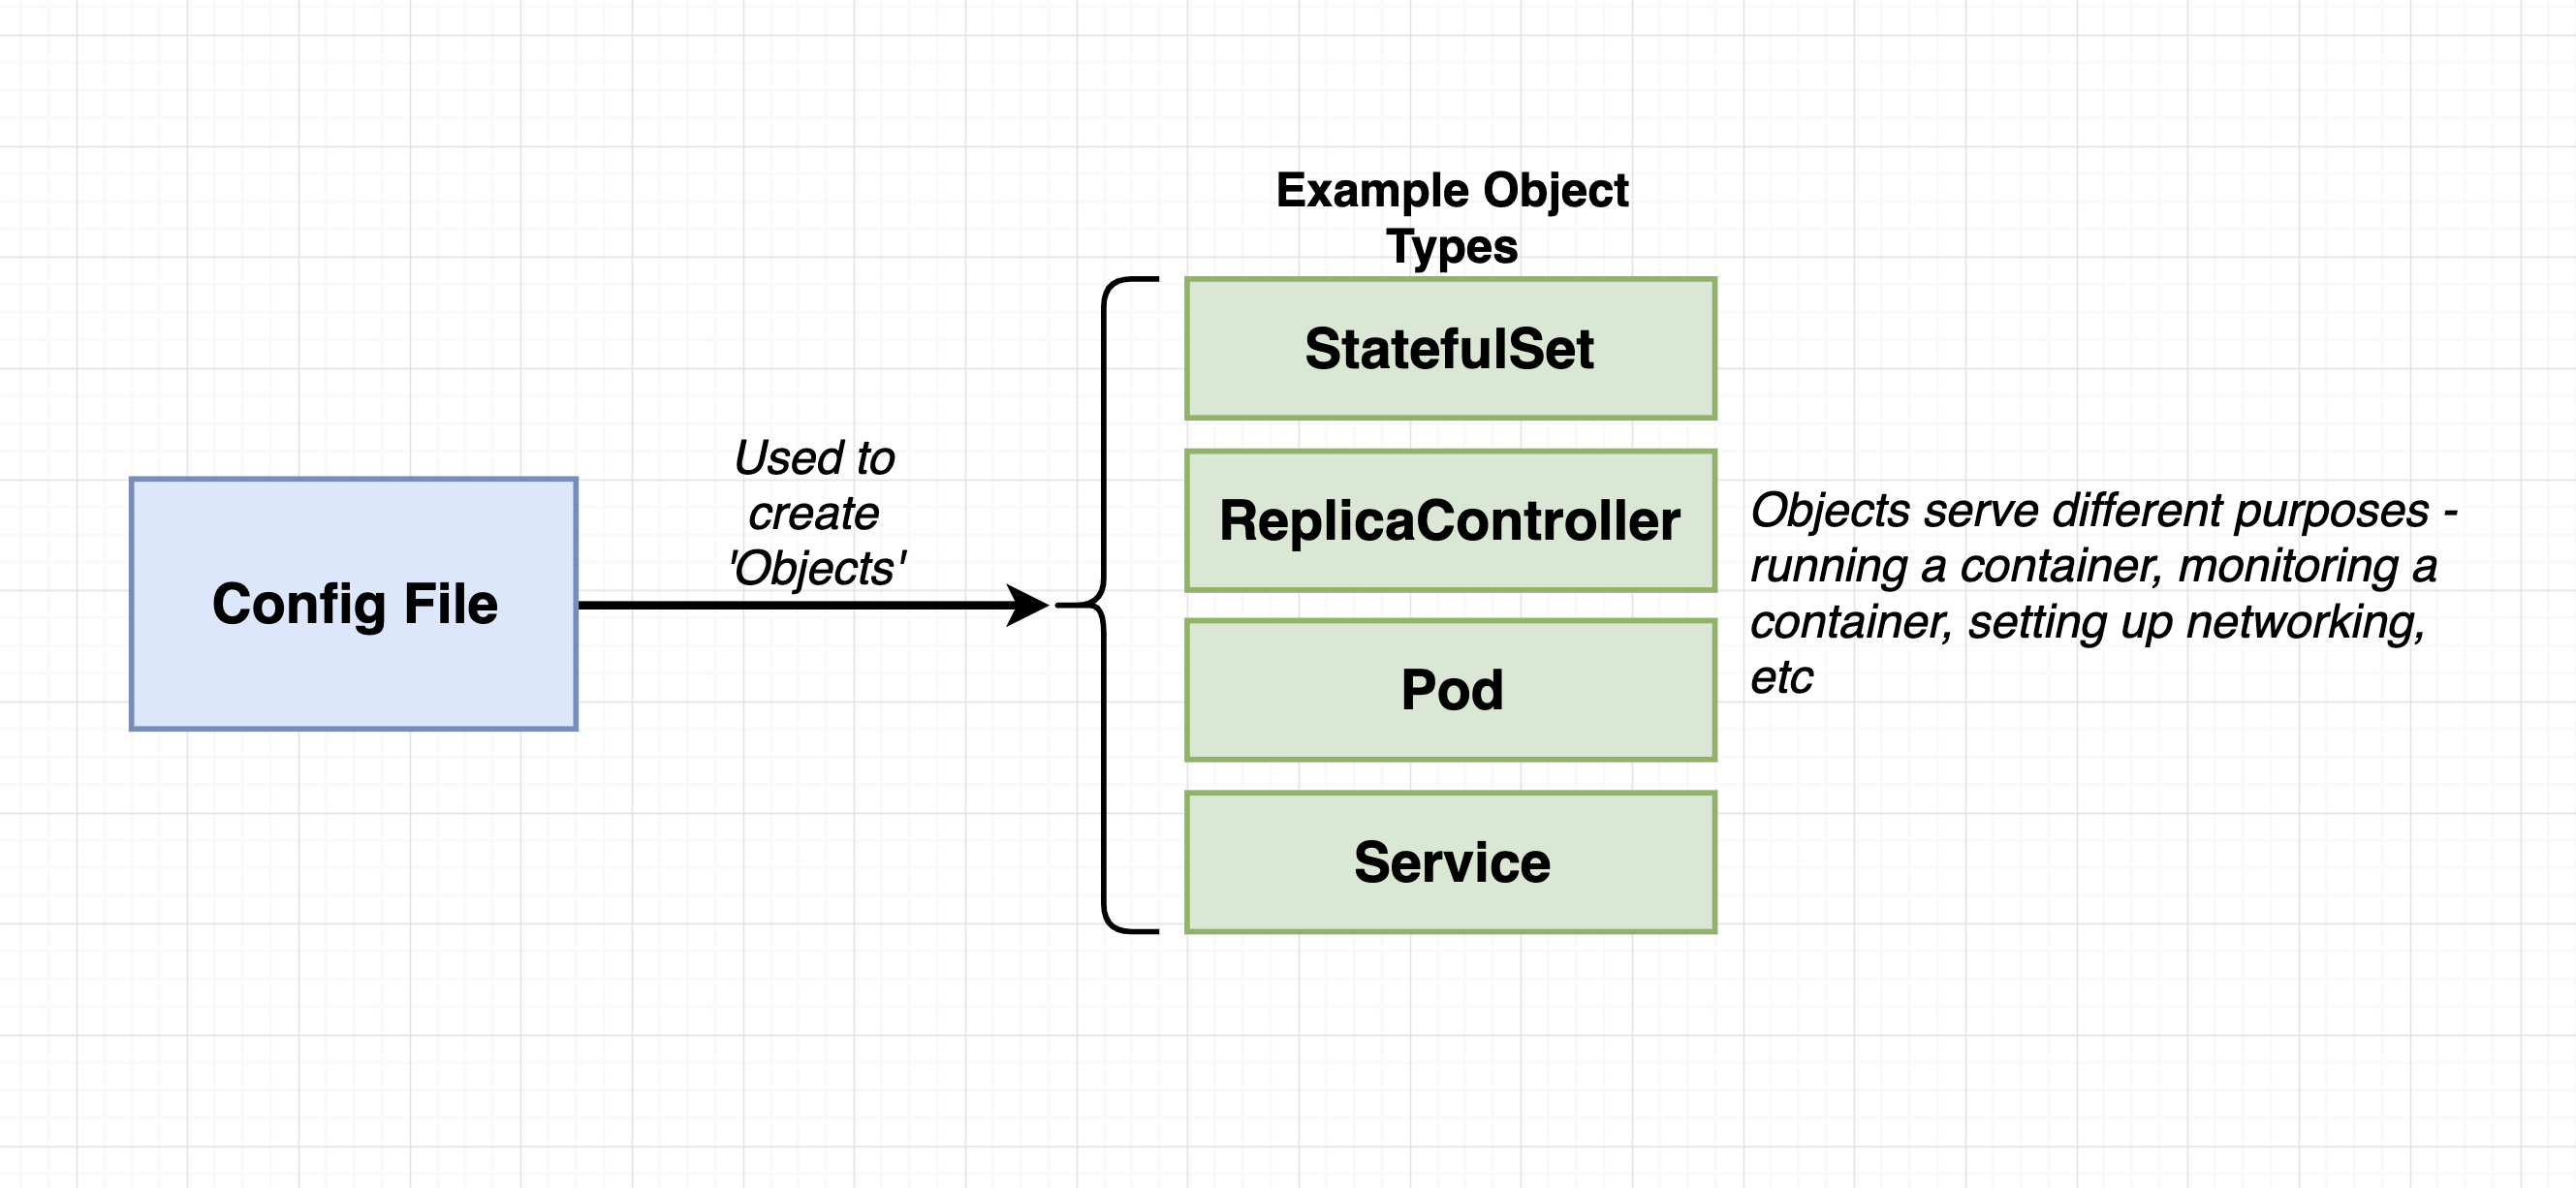 Example Object
Types
StatefulSet
Used to
create
'Objects'
ReplicaController
Objects serve different purposes -
running a container, monitoring a
container, setting up networking,
etc
Config File
Pod
Service